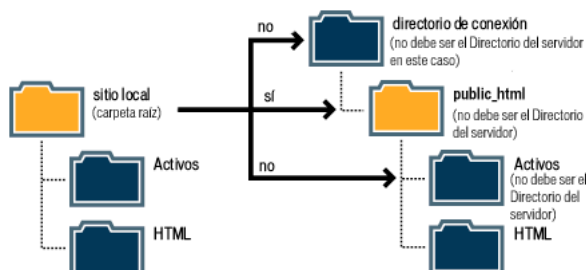 no
directorio de conexión
(no debe ser el Directorio del servidor
en este caso)
sitio local
(carpeta raíz)
sí
public_html
(no debe ser el Directorio
del servidor)
no
Activos
Activos
(no debe ser el
Directorio del
servidor)
HTML
HTML